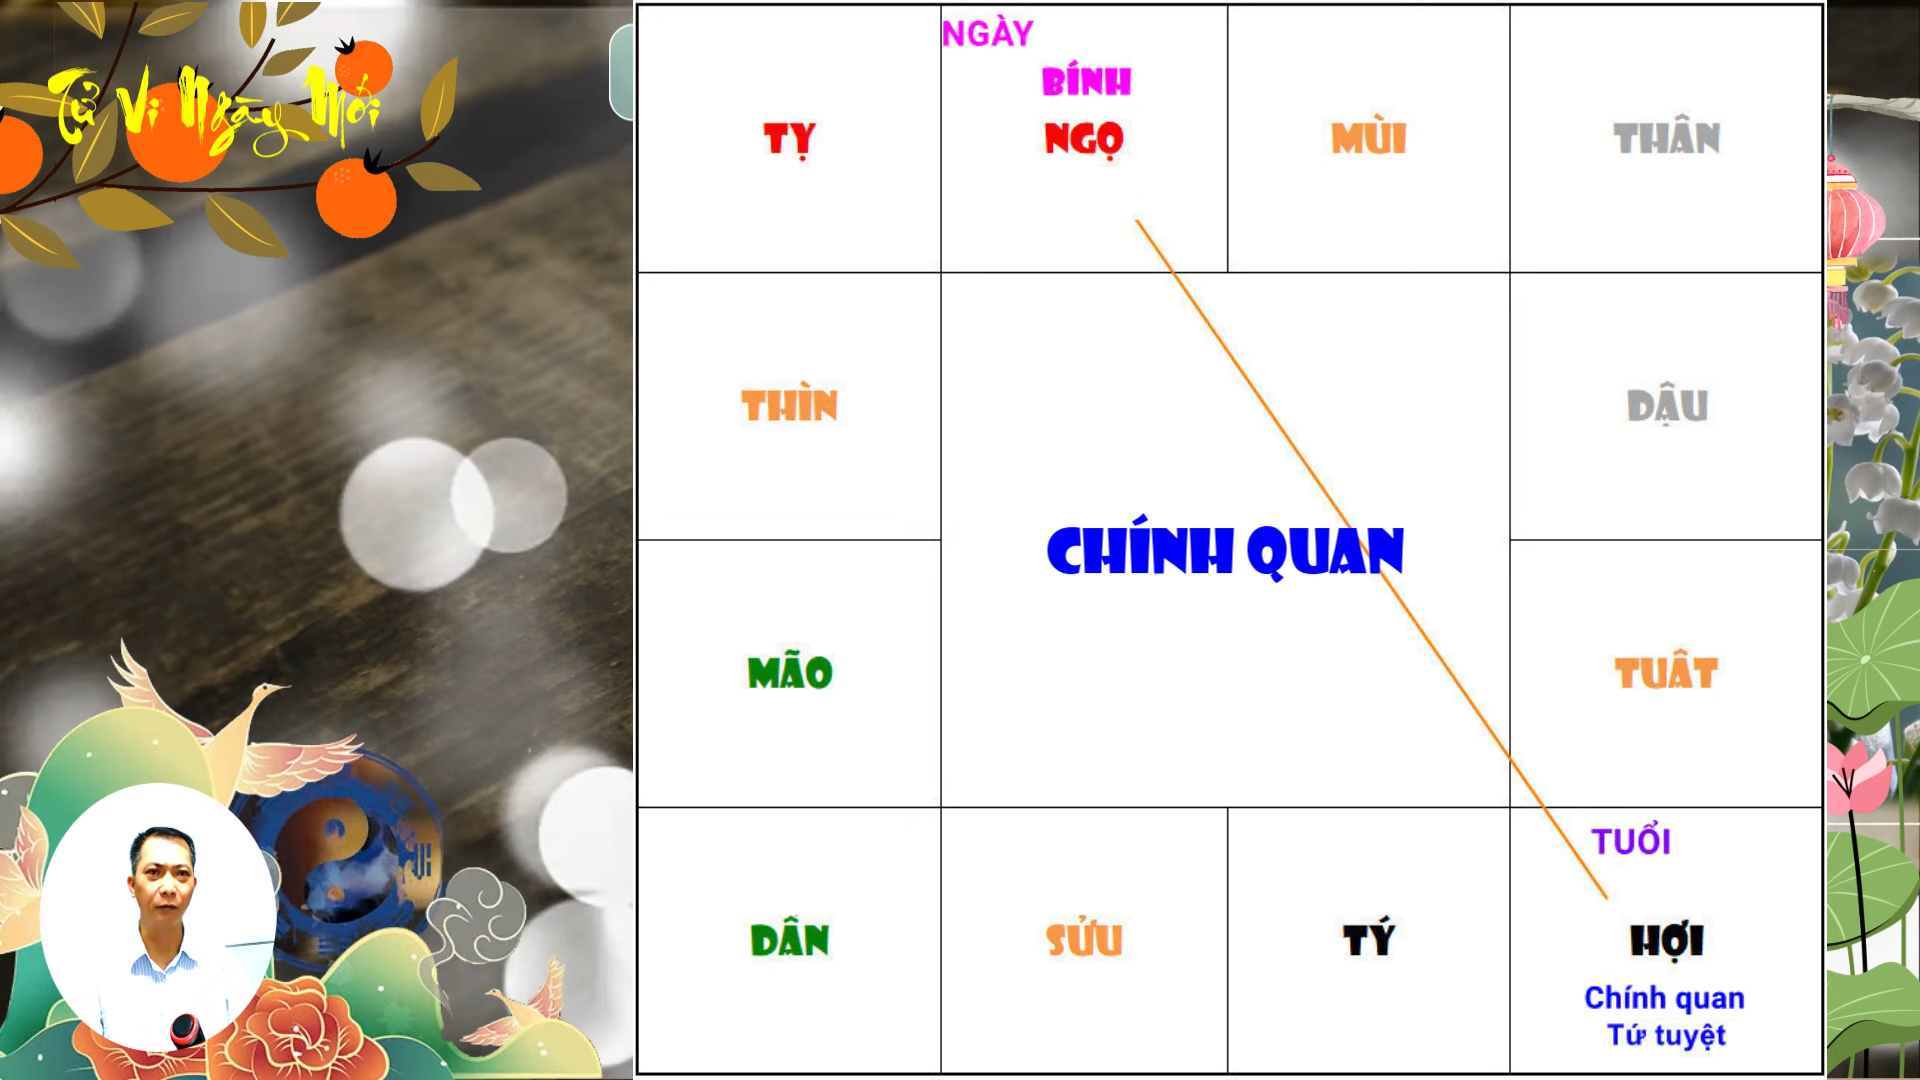 Tử Vi Ngày Mới
NGÀY
BÍNH
TỴ
NGỌ
MÙI
THÂN
THÌN
DẬU
CHÍNH QUAN
MÃO
TUẤT
TUỔI
DẦN
SỬU
TÝ
HỢI
Chính quan
Tứ tuyệt